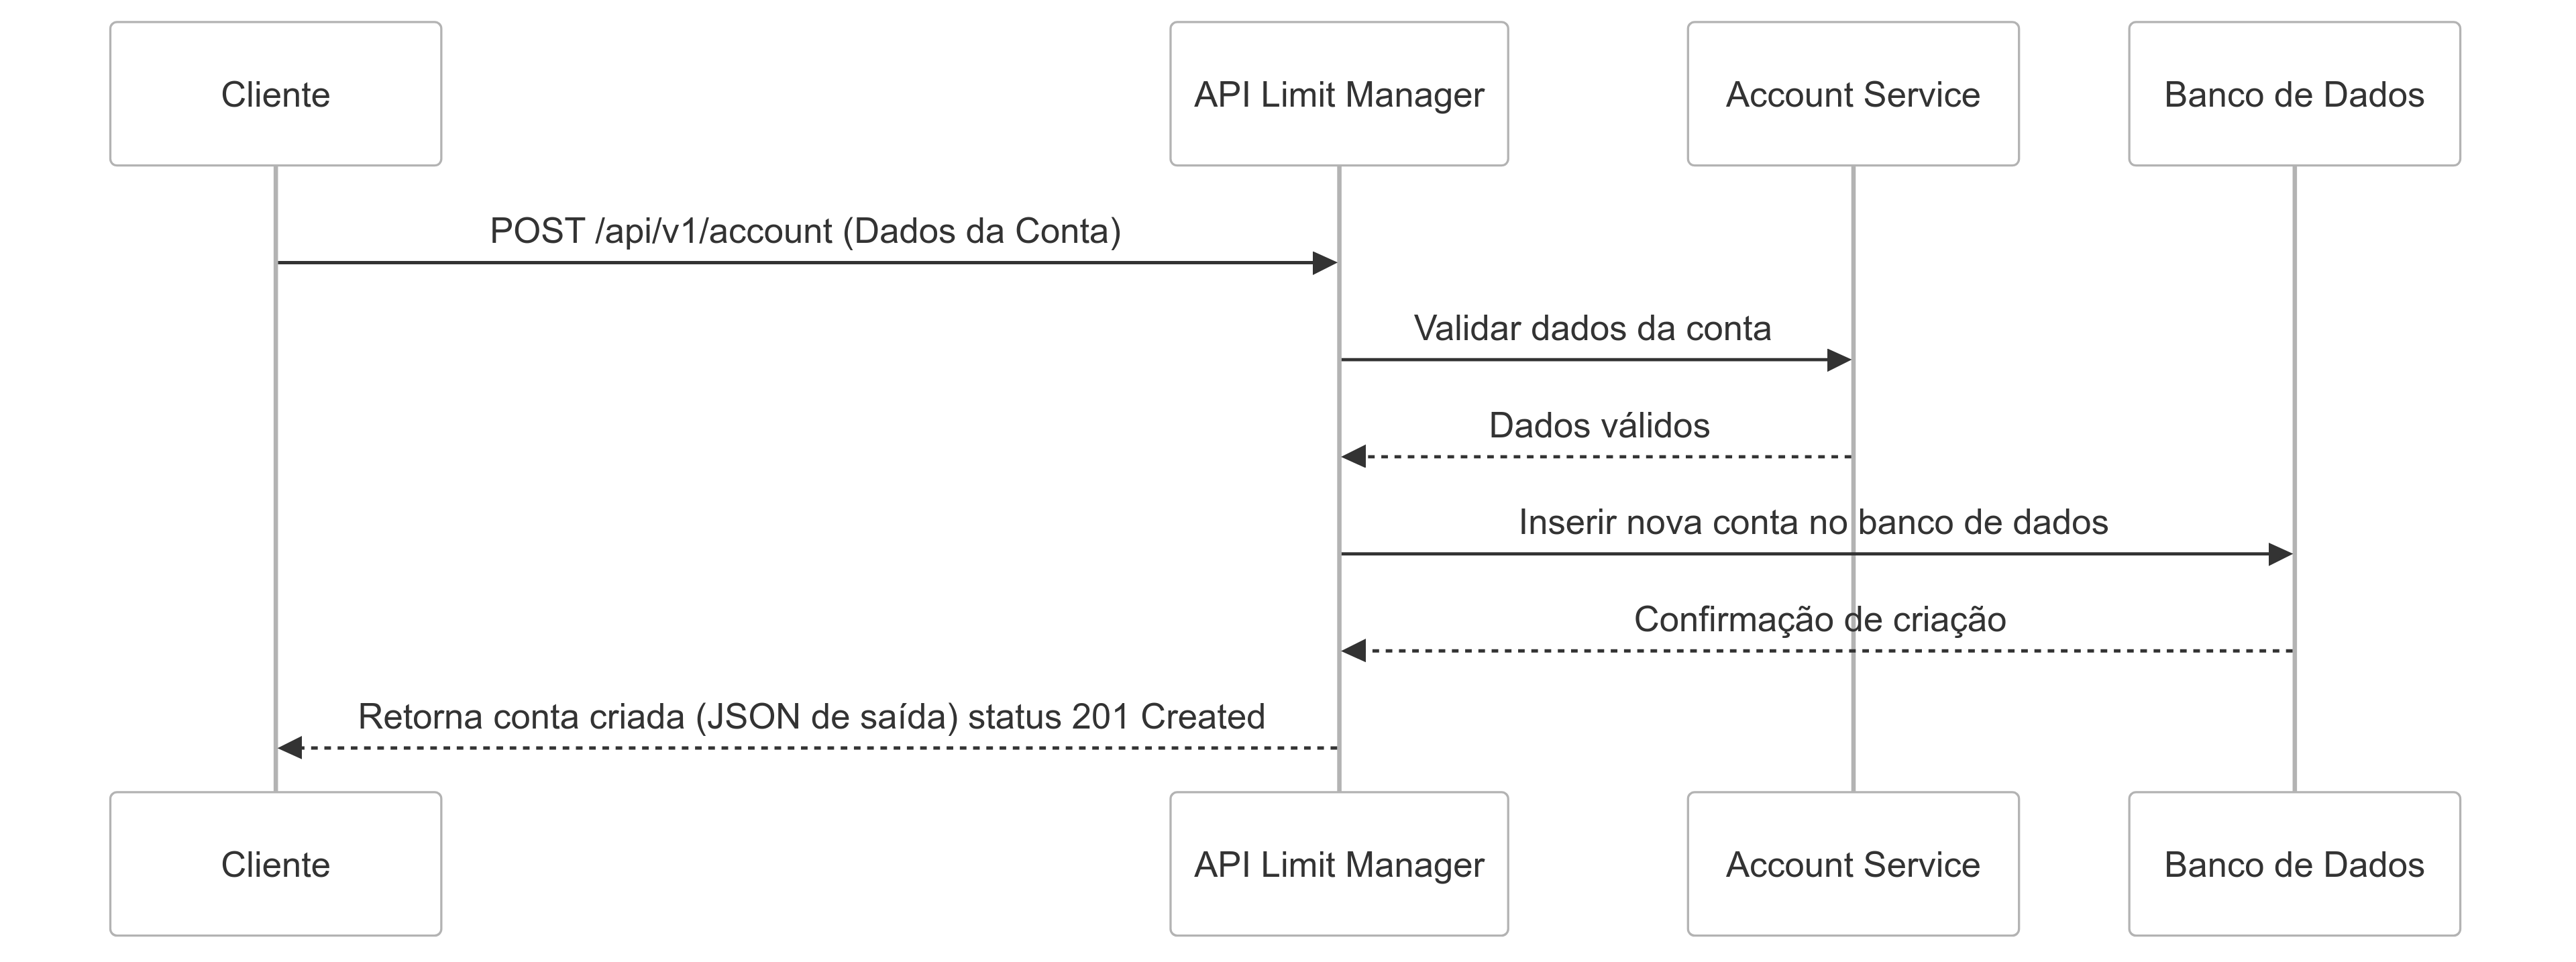 Cliente
API Limit Manager
Account Service
Banco de Dados
POST /api/v1/account (Dados da Conta)
Validar dados da conta
Dados válidos
Inserir nova conta no banco de dados
Confirmação de criação
Retorna conta criada (JSON de saída) status 201 Created
Cliente
API Limit Manager
Account Service
Banco de Dados